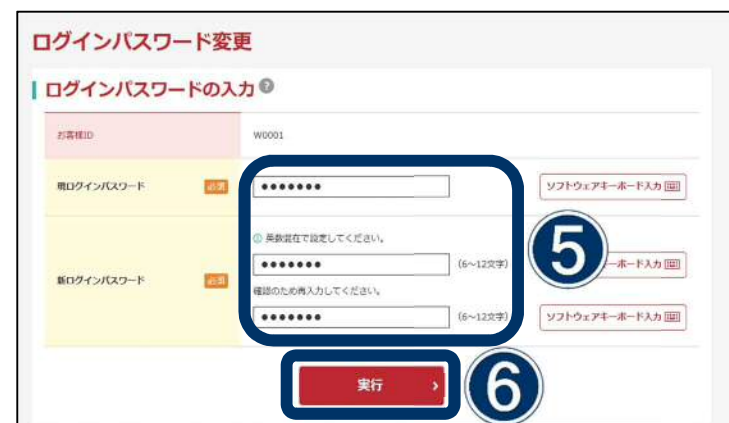 ログインパスワード変更
ログインパスワードの入力 ?
お客様ID W0001
現ログインパスワード 必須 ●●●●●●● ソフトウェアキーボード入力
英数混在で設定してください。
新ログインパスワード 必須 ●●●●●●● (6～12文字) ーボード入力
確認のため再入力してください。
●●●●●●● (6～12文字) ソフトウェアキーボード入力
5
実行 >
6